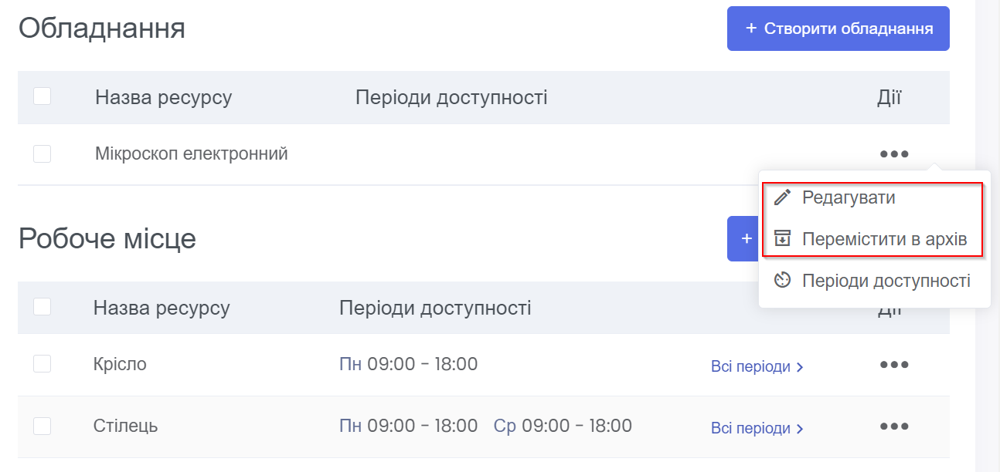 Обладнання
+ Створити обладнання
Назва ресурсу Періоди доступності Дії
Мікроскоп електронний
Редагувати
Перемістити в архів
Періоди доступності
Робоче місце
+
Назва ресурсу Періоди доступності Дії
Крісло Пн 09:00 - 18:00 Всі періоди
Стілець Пн 09:00 - 18:00 Ср 09:00 - 18:00 Всі періоди